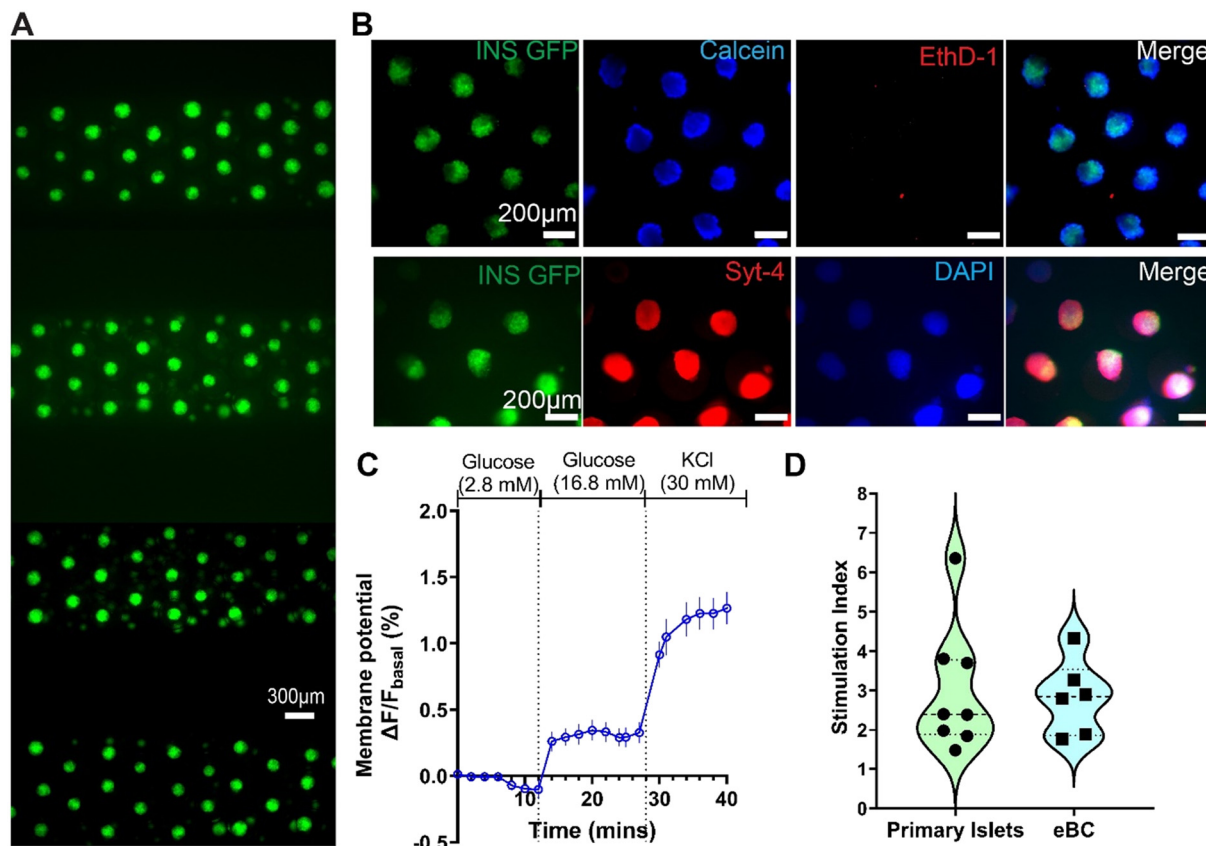 A
300µm
B
INS GFP
Calcein
EthD-1
Merge
200µm
INS GFP
Syt-4
DAPI
Merge
200µm
C
Glucose
(2.8 mM)
Glucose
(16.8 mM)
KCl
(30 mM)
Membrane potential
ΔF/Fbasal (%)
2.0
1.5
1.0
0.5
0.0
-0.5
10
20
30
40
Time (mins)
D
Stimulation Index
8
7
6
5
4
3
2
1
0
Primary Islets
eBC